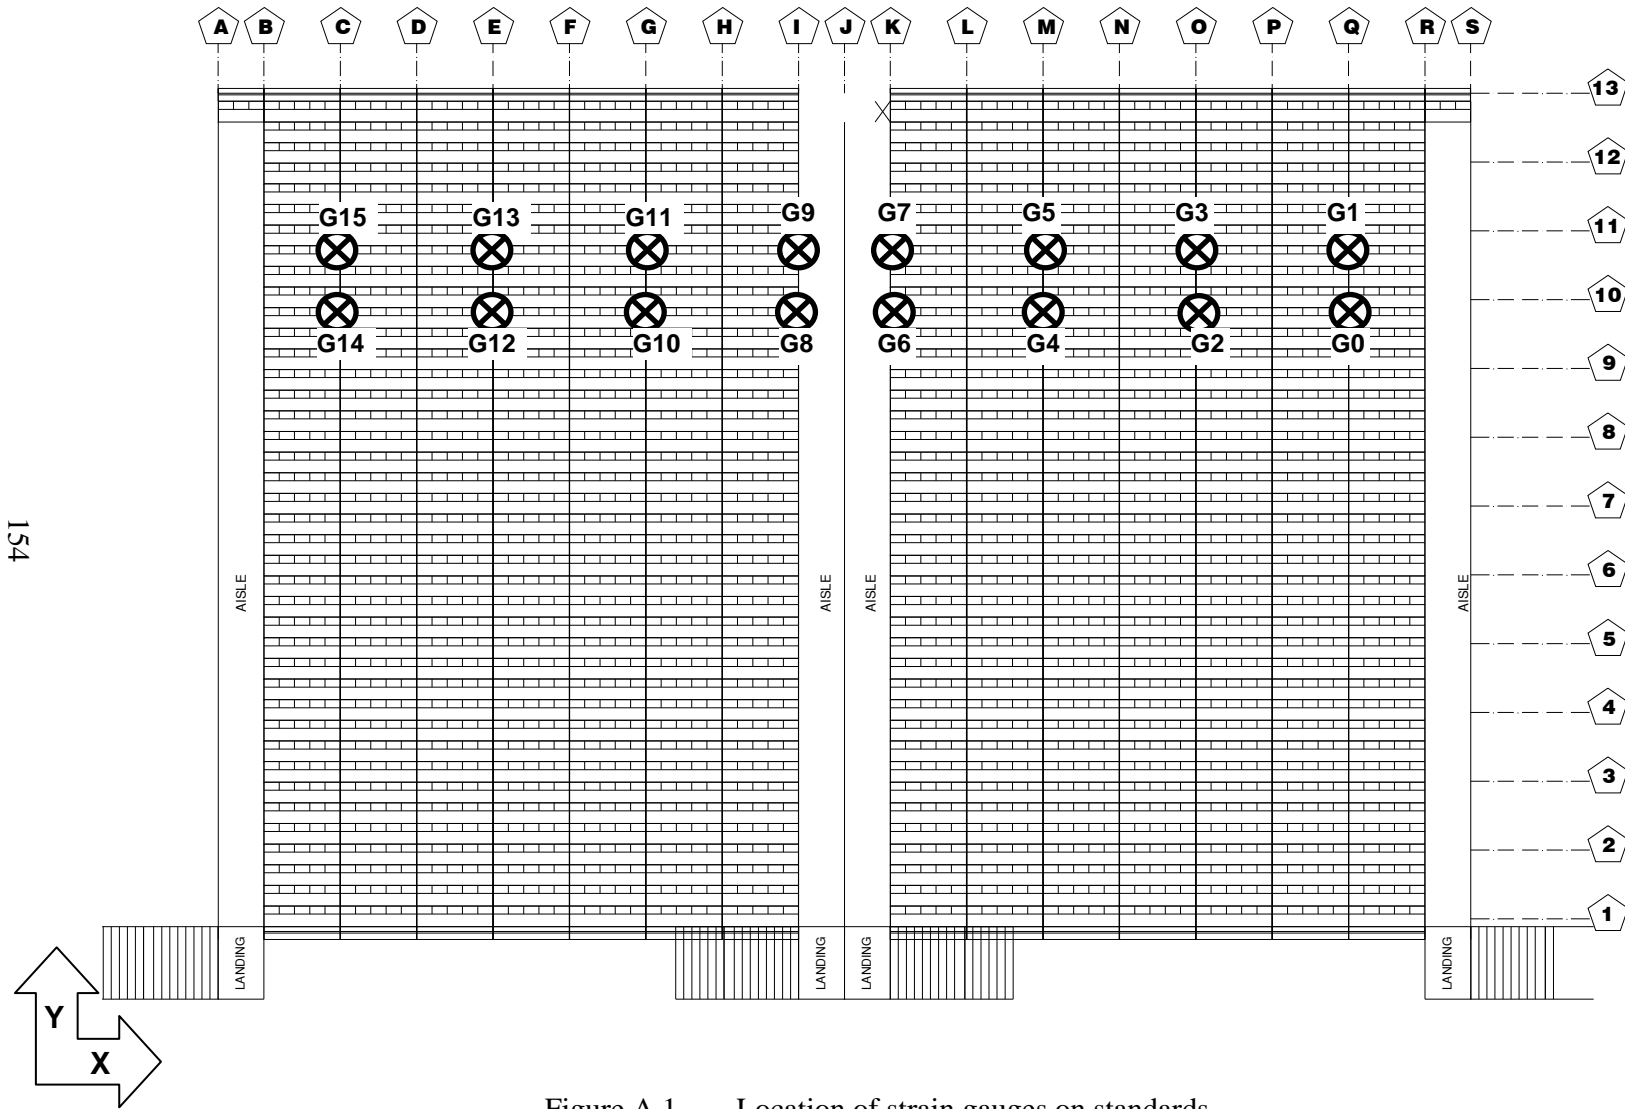 A B C D E F G H I J K L M N O P Q R S
13
12
G15 G13 G11 G9 G7 G5 G3 G1
11
10
G14 G12 G10 G8 G6 G4 G2 G0
9
8
7
154
AISLE AISLE AISLE AISLE
6
5
4
3
2
1
LANDING LANDING LANDING LANDING
Y
X
Figure A.1 Location of strain gauges on standards